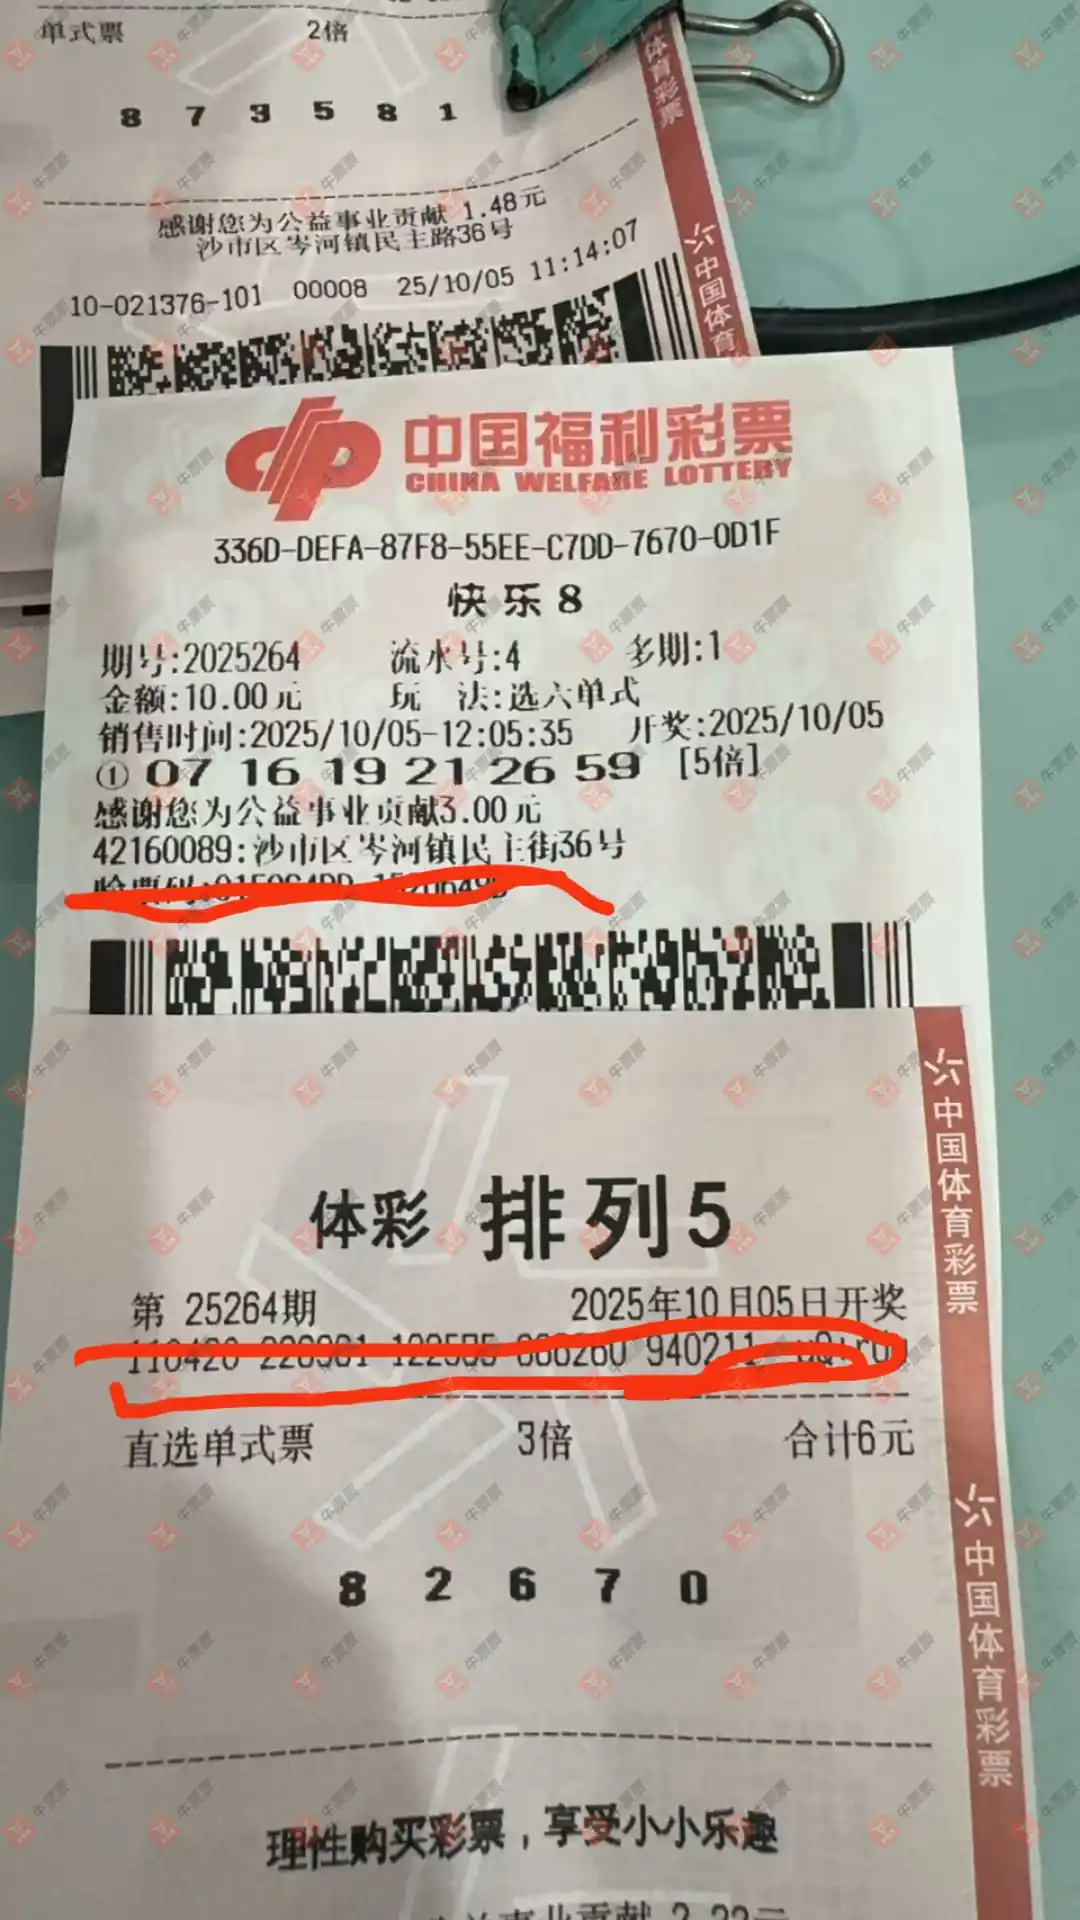 单式票 2倍
8 7 3 5 8 1
感谢您为公益事业贡献 1.48元
沙市区岑河镇民主路36号
10-021376-101 00008 25/10/05 11:14:07
体育彩票
中国体育
中国福利彩票
CHINA WELFARE LOTTERY
336D-DEFA-87F8-55EE-C7DD-7670-0D1F
快乐8
期号:2025264 流水号:4 多期:1
金额:10.00元 玩 法:选六单式
销售时间:2025/10/05-12:05:35 开奖:2025/10/05
① 07 16 19 21 26 59 [5倍]
感谢您为公益事业贡献3.00元
42160089:沙市区岑河镇民主街36号
体彩 排列5
第 25264期 2025年10月05日开奖
940211
直选单式票 3倍 合计6元
8 2 6 7 0
理性购买彩票，享受小小乐趣
中国体育彩票
中国体育彩票
牛票票